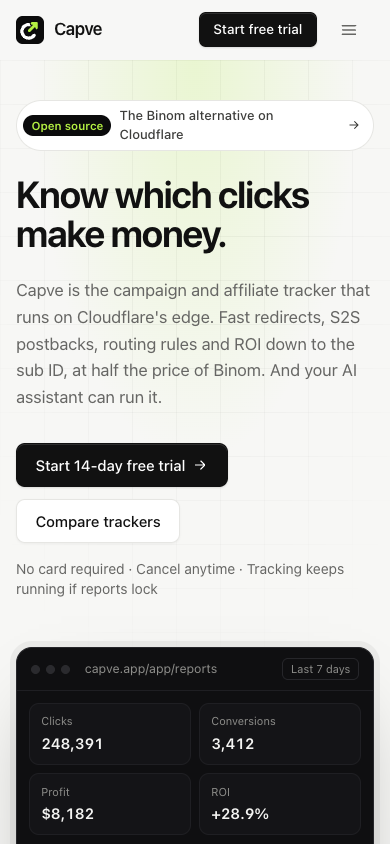 Capve
Start free trial
Open source
The Binom alternative on
Cloudflare
→
Know which clicks
make money.
Capve is the campaign and affiliate tracker that
runs on Cloudflare's edge. Fast redirects, S2S
postbacks, routing rules and ROI down to the
sub ID, at half the price of Binom. And your AI
assistant can run it.
Start 14-day free trial →
Compare trackers
No card required · Cancel anytime · Tracking keeps
running if reports lock
capve.app/app/reports
Last 7 days
Clicks
248,391
Conversions
3,412
Profit
$8,182
ROI
+28.9%